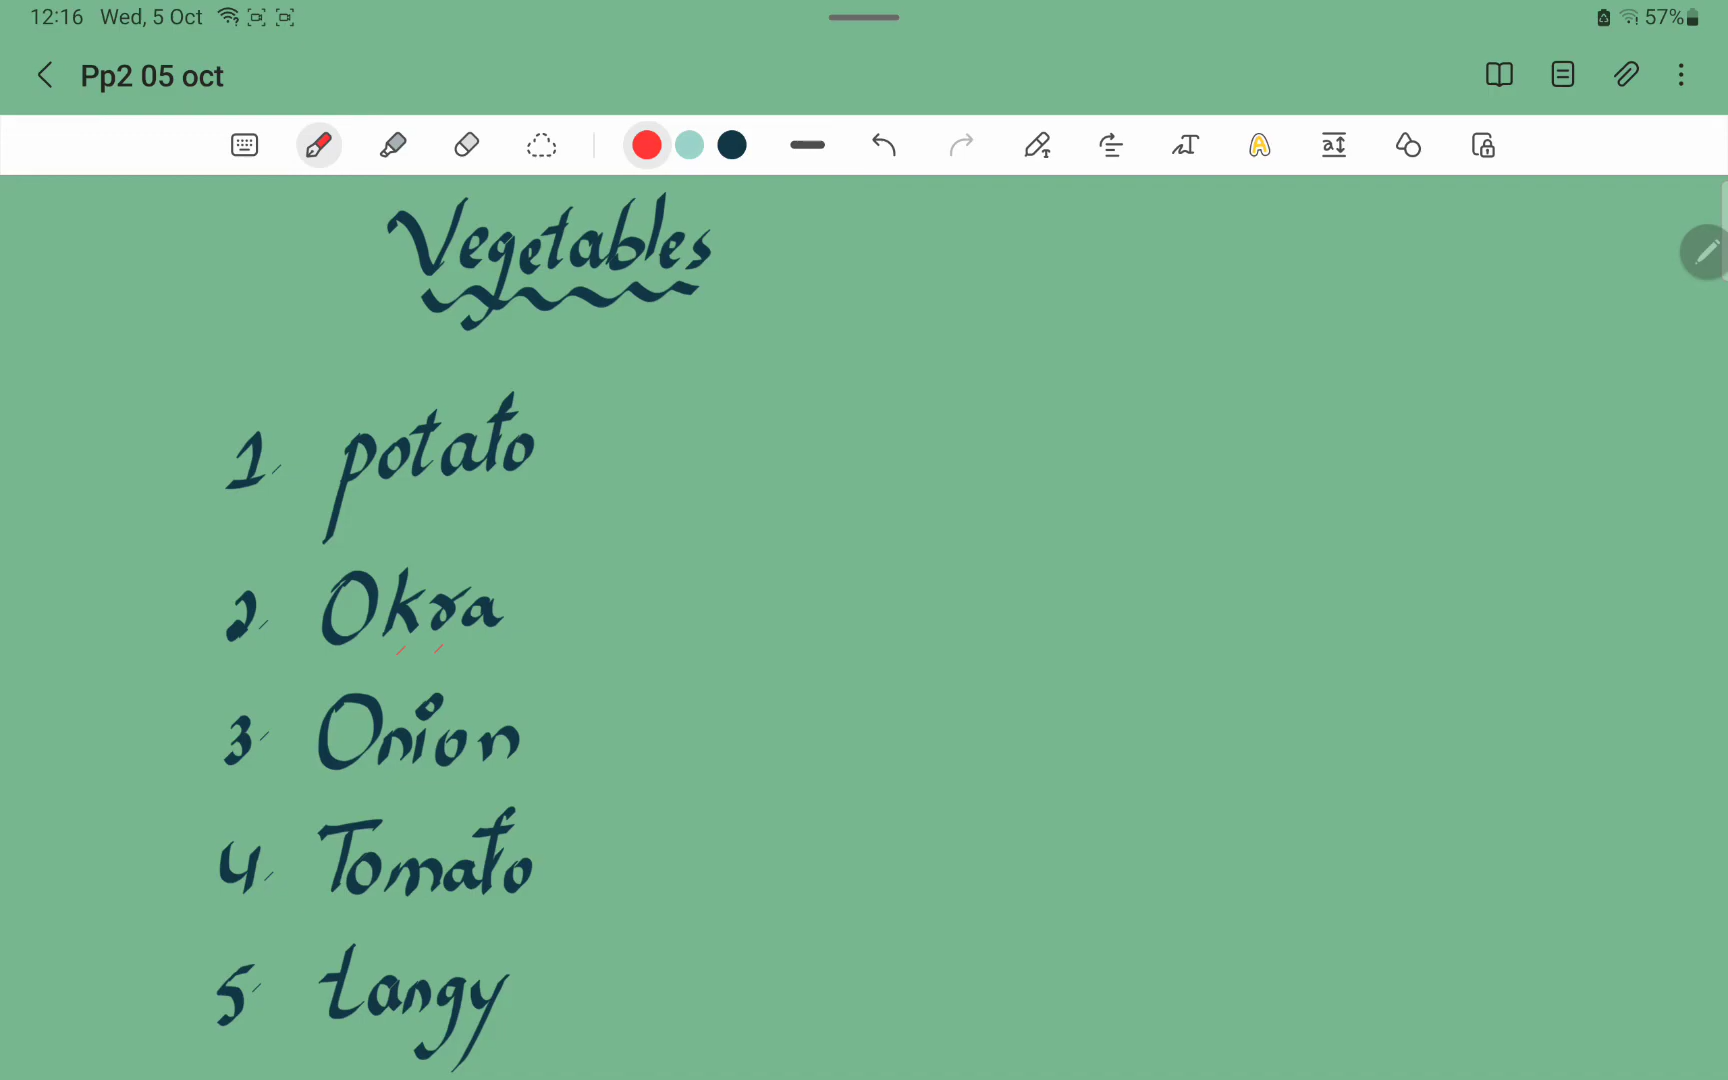 12:16 Wed, 5 Oct 57%
Pp2 05 oct
Vegetables
1. potato
2. Okra
3. Onion
4. Tomato
5. tangy